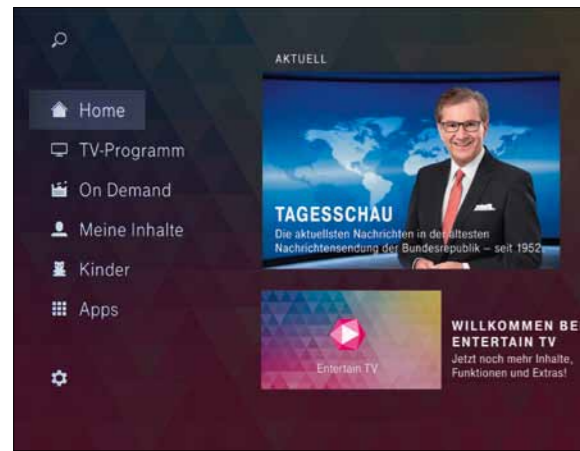 Home
TV-Programm
On Demand
Meine Inhalte
Kinder
Apps
AKTUELL
TAGESSCHAU
Die aktuellsten Nachrichten in der ältesten
Nachrichtensendung der Bundesrepublik – seit 1952.
Entertain TV
WILLKOMMEN BE
ENTERTAIN TV
Jetzt noch mehr Inhalte,
Funktionen und Extras!